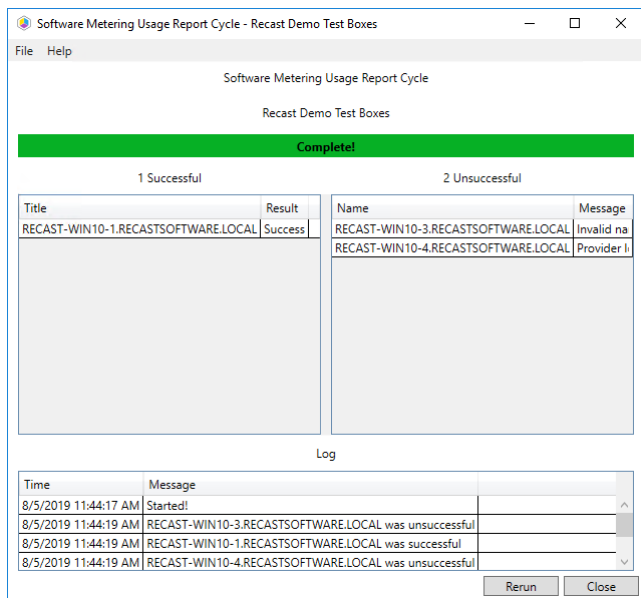 Software Metering Usage Report Cycle - Recast Demo Test Boxes
File Help
Software Metering Usage Report Cycle
Recast Demo Test Boxes
Complete!
1 Successful
Title Result
RECAST-WIN10-1.RECASTSOFTWARE.LOCAL Success
2 Unsuccessful
Name Message
RECAST-WIN10-3.RECASTSOFTWARE.LOCAL Invalid na
RECAST-WIN10-4.RECASTSOFTWARE.LOCAL Provider l
Log
Time Message
8/5/2019 11:44:17 AM Started!
8/5/2019 11:44:19 AM RECAST-WIN10-3.RECASTSOFTWARE.LOCAL was unsuccessful
8/5/2019 11:44:19 AM RECAST-WIN10-1.RECASTSOFTWARE.LOCAL was successful
8/5/2019 11:44:19 AM RECAST-WIN10-4.RECASTSOFTWARE.LOCAL was unsuccessful
Rerun Close